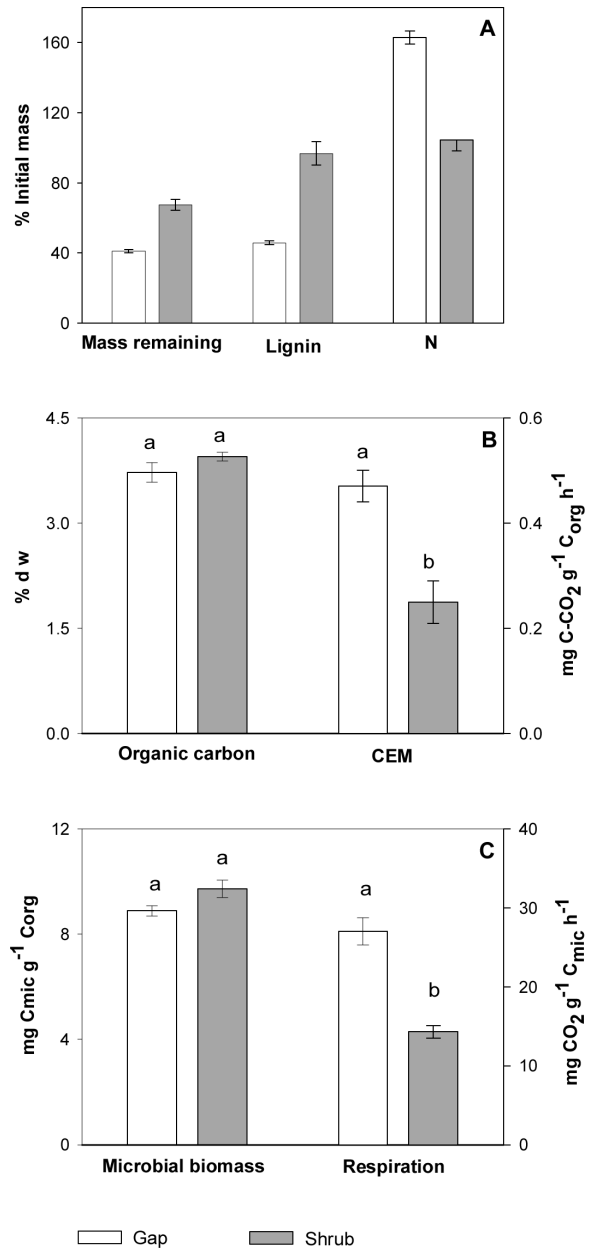 A
% Initial mass
160
120
80
40
0
Mass remaining
Lignin
N
B
% d w
4.5
3.0
1.5
0.0
a
a
a
b
0.6
0.4
0.2
0.0
mg C-CO2 g-1 Corg h-1
Organic carbon
CEM
C
mg Cmic g-1 Corg
12
8
4
0
a
a
a
b
40
30
20
10
0
mg CO2 g-1 Cmic h-1
Microbial biomass
Respiration
Gap
Shrub